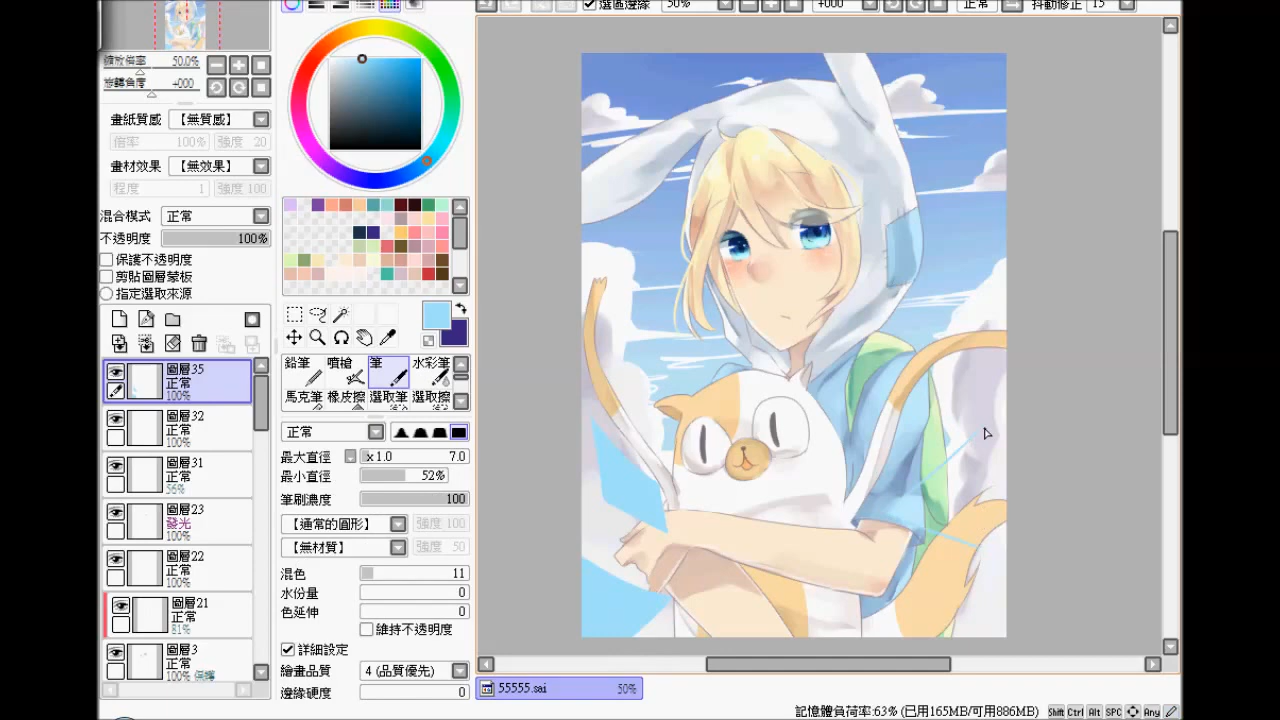 選區邊緣 50% +000 正常 抖動修正 15
縮放倍率 50.0%
旋轉角度 +000
畫紙質感 【無質感】
倍率 100% 強度 20
畫材效果 【無效果】
程度 1 強度 100
混合模式 正常
不透明度 100%
保護不透明度
剪貼圖層蒙板
指定選取來源
圖層35
正常
100%
圖層32
正常
100%
圖層31
正常
56%
圖層23
發光
100%
圖層22
正常
100%
圖層21
正常
81%
圖層3
正常
100% 保護
鉛筆 噴槍 筆 水彩筆
馬克筆 橡皮擦 選取筆 選取擦
正常
最大直徑 x 1.0 7.0
最小直徑 52%
筆刷濃度 100
【通常的圓形】 強度 100
【無材質】 強度 50
混色 11
水份量 0
色延伸 0
維持不透明度
詳細設定
繪畫品質 4 (品質優先)
邊緣硬度 0
55555.sai 50%
記憶體負荷率:63% (已用165MB/可用886MB) Shift Ctrl Alt SPC Any